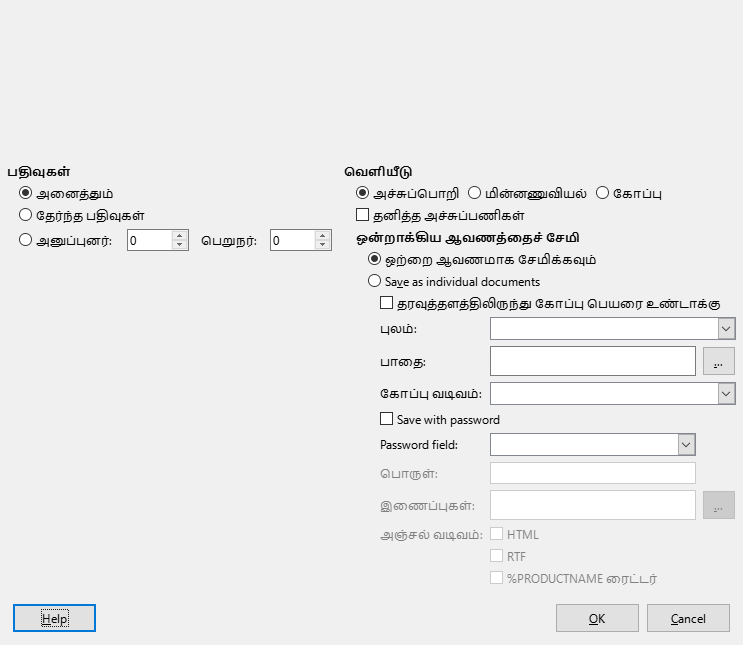 பதிவுகள்
அனைத்தும்
தேர்ந்த பதிவுகள்
அனுப்புனர்: 0 பெறுநர்: 0
வெளியீடு
அச்சுப்பொறி மின்னணுவியல் கோப்பு
தனித்த அச்சுப்பணிகள்
ஒன்றாக்கிய ஆவணத்தைச் சேமி
ஒற்றை ஆவணமாக சேமிக்கவும்
Save as individual documents
தரவுத்தளத்திலிருந்து கோப்பு பெயரை உண்டாக்கு
புலம்:
பாதை: ...
கோப்பு வடிவம்:
Save with password
Password field:
பொருள்:
இணைப்புகள்: ...
அஞ்சல் வடிவம்: HTML
RTF
%PRODUCTNAME ரைட்டர்
Help OK Cancel